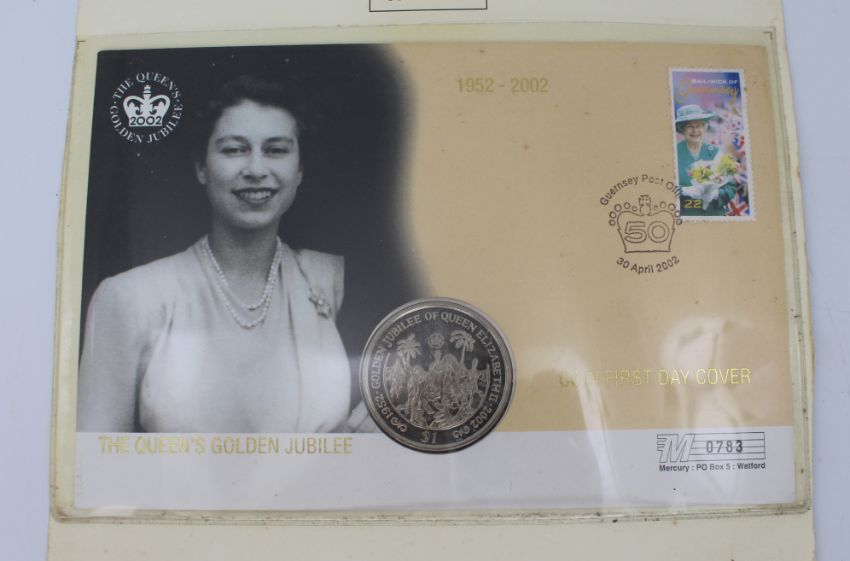 THE QUEEN'S GOLDEN JUBILEE
2002
1952 - 2002
BAILIWICK OF
Guernsey
22
Guernsey Post Offi
50
30 April 2002
GOLDEN JUBILEE OF QUEEN ELIZABETH II
1952 2002
$1
FIRST DAY COVER
THE QUEEN'S GOLDEN JUBILEE
M 0783
Mercury : PO Box 5 : Watford